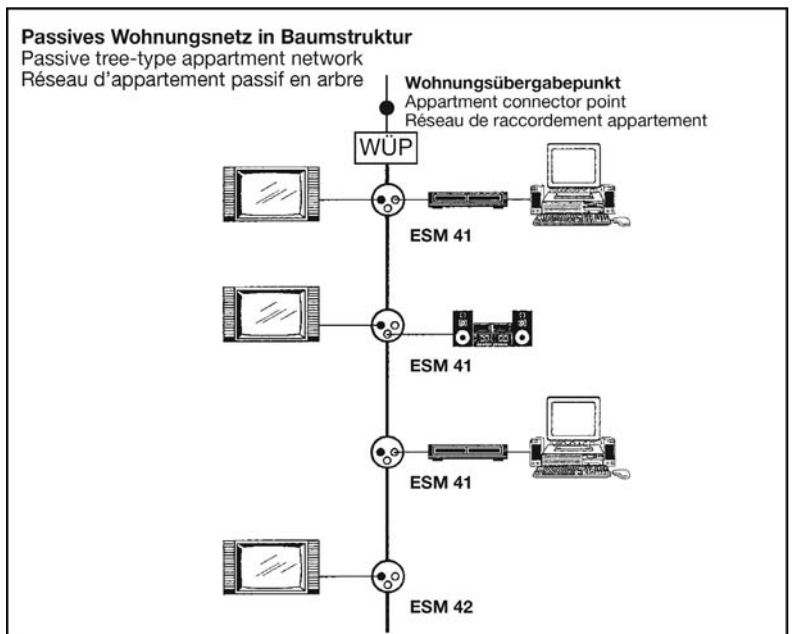 Passives Wohnungsnetz in Baumstruktur
Passive tree-type appartment network
Réseau d'appartement passif en arbre
Wohnungsübergabepunkt
Appartment connector point
Réseau de raccordement appartement
WÜP
ESM 41
ESM 41
ESM 41
ESM 42